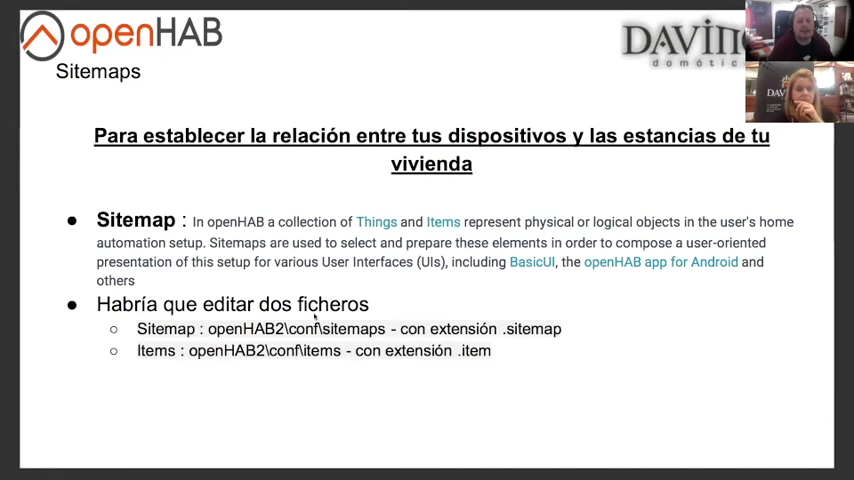 openHAB
DAVIN
domótic
Sitemaps
DAV
Para establecer la relación entre tus dispositivos y las estancias de tu
vivienda
● Sitemap : In openHAB a collection of Things and Items represent physical or logical objects in the user's home
automation setup. Sitemaps are used to select and prepare these elements in order to compose a user-oriented
presentation of this setup for various User Interfaces (UIs), including BasicUI, the openHAB app for Android and
others
● Habría que editar dos ficheros
○ Sitemap : openHAB2\conf\sitemaps - con extensión .sitemap
○ Items : openHAB2\conf\items - con extensión .item